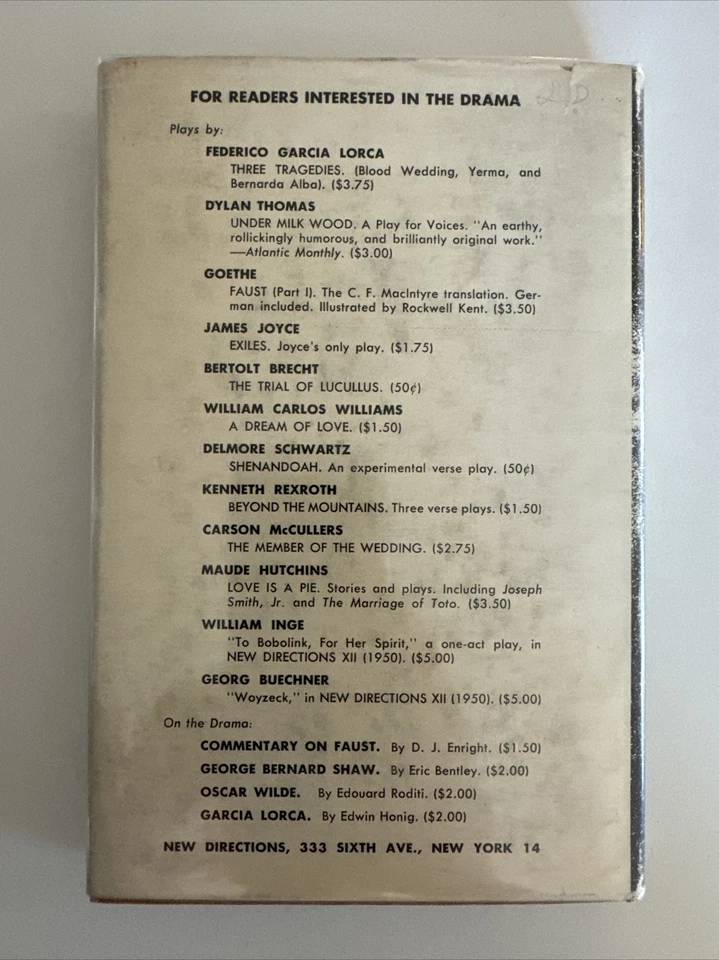 FOR READERS INTERESTED IN THE DRAMA
Plays by:
FEDERICO GARCIA LORCA
THREE TRAGEDIES. (Blood Wedding, Yerma, and
Bernarda Alba). ($3.75)
DYLAN THOMAS
UNDER MILK WOOD. A Play for Voices. "An earthy,
rollickingly humorous, and brilliantly original work."
—Atlantic Monthly. ($3.00)
GOETHE
FAUST (Part I). The C. F. MacIntyre translation. Ger-
man included. Illustrated by Rockwell Kent. ($3.50)
JAMES JOYCE
EXILES. Joyce's only play. ($1.75)
BERTOLT BRECHT
THE TRIAL OF LUCULLUS. (50¢)
WILLIAM CARLOS WILLIAMS
A DREAM OF LOVE. ($1.50)
DELMORE SCHWARTZ
SHENANDOAH. An experimental verse play. (50¢)
KENNETH REXROTH
BEYOND THE MOUNTAINS. Three verse plays. ($1.50)
CARSON McCULLERS
THE MEMBER OF THE WEDDING. ($2.75)
MAUDE HUTCHINS
LOVE IS A PIE. Stories and plays. Including Joseph
Smith, Jr. and The Marriage of Toto. ($3.50)
WILLIAM INGE
"To Bobolink, For Her Spirit," a one-act play, in
NEW DIRECTIONS XII (1950). ($5.00)
GEORG BUECHNER
"Woyzeck," in NEW DIRECTIONS XII (1950). ($5.00)
On the Drama:
COMMENTARY ON FAUST. By D. J. Enright. ($1.50)
GEORGE BERNARD SHAW. By Eric Bentley. ($2.00)
OSCAR WILDE. By Edouard Roditi. ($2.00)
GARCIA LORCA. By Edwin Honig. ($2.00)
NEW DIRECTIONS, 333 SIXTH AVE., NEW YORK 14